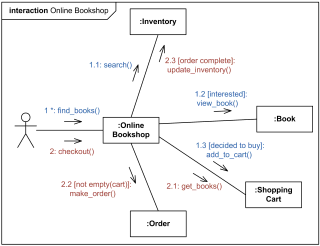 interaction Online Bookshop
:Inventory
1.1: search()
2.3 [order complete]:
update_inventory()
1.2 [interested]:
view_book()
1 *: find_books()
:Online
Bookshop
:Book
2: checkout()
1.3 [decided to buy]:
add_to_cart()
2.2 [not empty(cart)]:
make_order()
2.1: get_books()
:Shopping
Cart
:Order